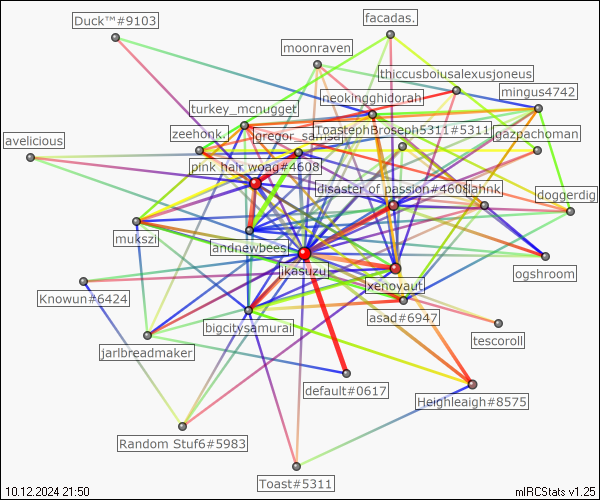 Duck™#9103
facadas.
moonraven
thiccusboiusalexusjoneus
mingus4742
neokingghidorah
turkey_mcnugget
zeehonk.
gregor_samsa
ToastephBroseph5311#5311
gazpachoman
avelicious
pink hair woag#4608
disaster of passion#4608
lahnk
doggerdig
mukszi
andnewbees
ikasuzu
ogshroom
Knowun#6424
xenoyaut
bigcitysamurai
asad#6947
tescoroll
jarlbreadmaker
default#0617
Heighleaigh#8575
Random Stuf6#5983
Toast#5311
10.12.2024 21:50
mIRCStats v1.25